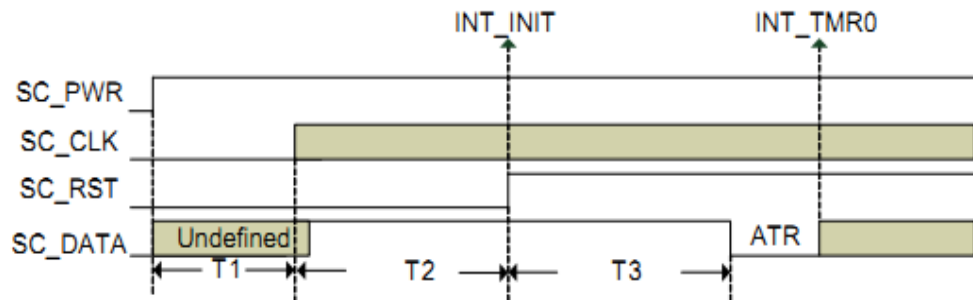 INT_INIT INT_TMR0
SC_PWR
SC_CLK
SC_RST
SC_DATA Undefined ATR
T1 T2 T3